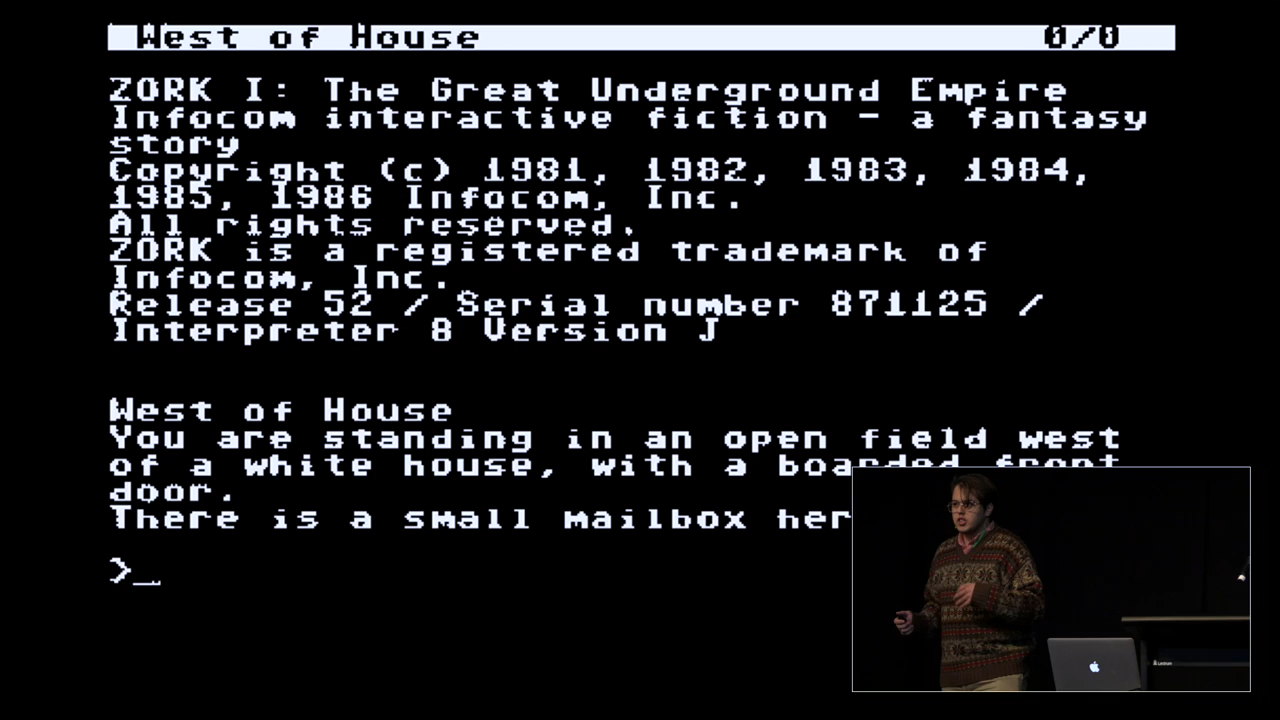 West of House 0/0
ZORK I: The Great Underground Empire
Infocom interactive fiction - a fantasy
story
Copyright (c) 1981, 1982, 1983, 1984,
1985, 1986 Infocom, Inc.
All rights reserved.
ZORK is a registered trademark of
Infocom, Inc.
Release 52 / Serial number 871125 /
Interpreter 8 Version J
West of House
You are standing in an open field west
of a white house, with a boarded front
door.
There is a small mailbox her
>_